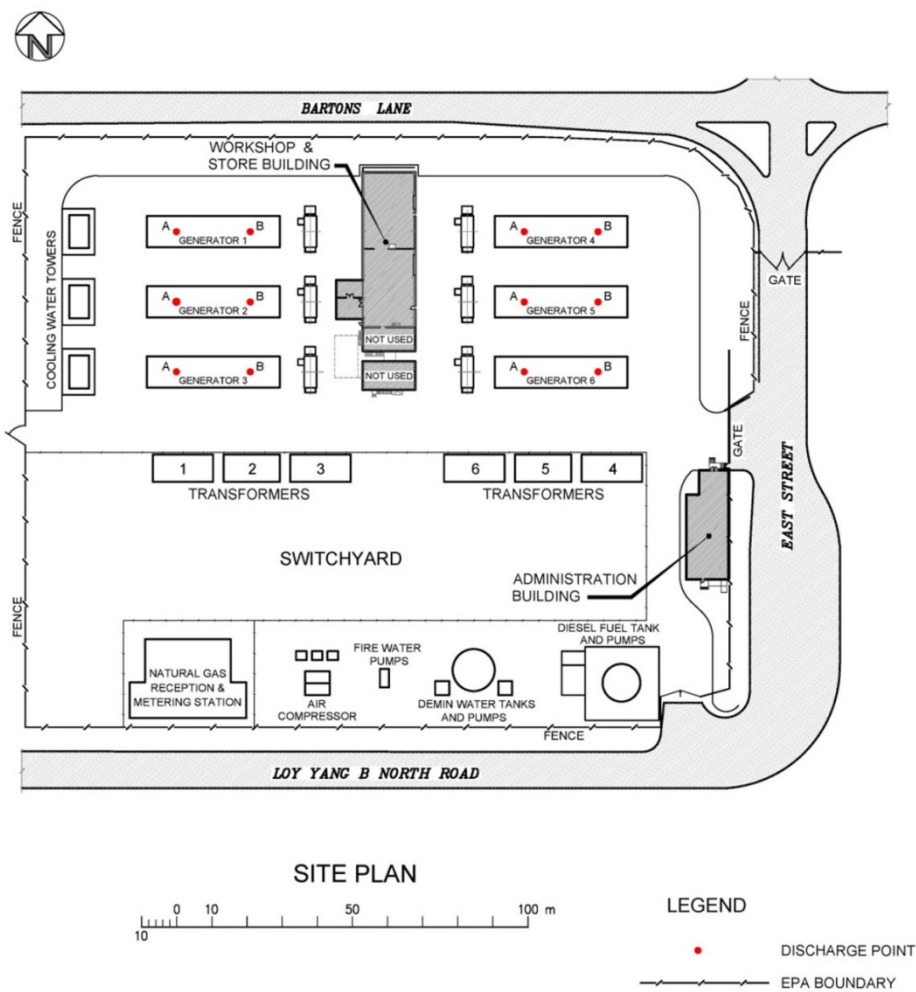 N
BARTONS LANE
WORKSHOP &
STORE BUILDING
FENCE
COOLING WATER TOWERS
A B
GENERATOR 1
A B
GENERATOR 4
A B
GENERATOR 2
A B
GENERATOR 5
A B
GENERATOR 3
A B
GENERATOR 6
NOT USED
NOT USED
GATE
FENCE
GATE
EAST STREET
1 2 3
TRANSFORMERS
6 5 4
TRANSFORMERS
SWITCHYARD
ADMINISTRATION
BUILDING
FENCE
NATURAL GAS
RECEPTION &
METERING STATION
AIR
COMPRESSOR
FIRE WATER
PUMPS
DEMIN WATER TANKS
AND PUMPS
DIESEL FUEL TANK
AND PUMPS
FENCE
LOY YANG B NORTH ROAD
SITE PLAN
0 10 50 100 m
10
LEGEND
DISCHARGE POINT
EPA BOUNDARY